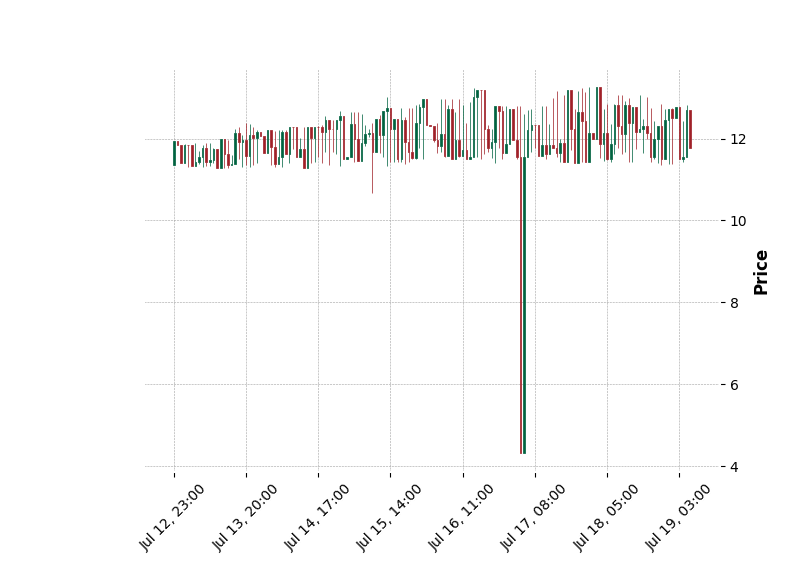 12
10
8
6
4
Price
Jul 12, 23:00
Jul 13, 20:00
Jul 14, 17:00
Jul 15, 14:00
Jul 16, 11:00
Jul 17, 08:00
Jul 18, 05:00
Jul 19, 03:00